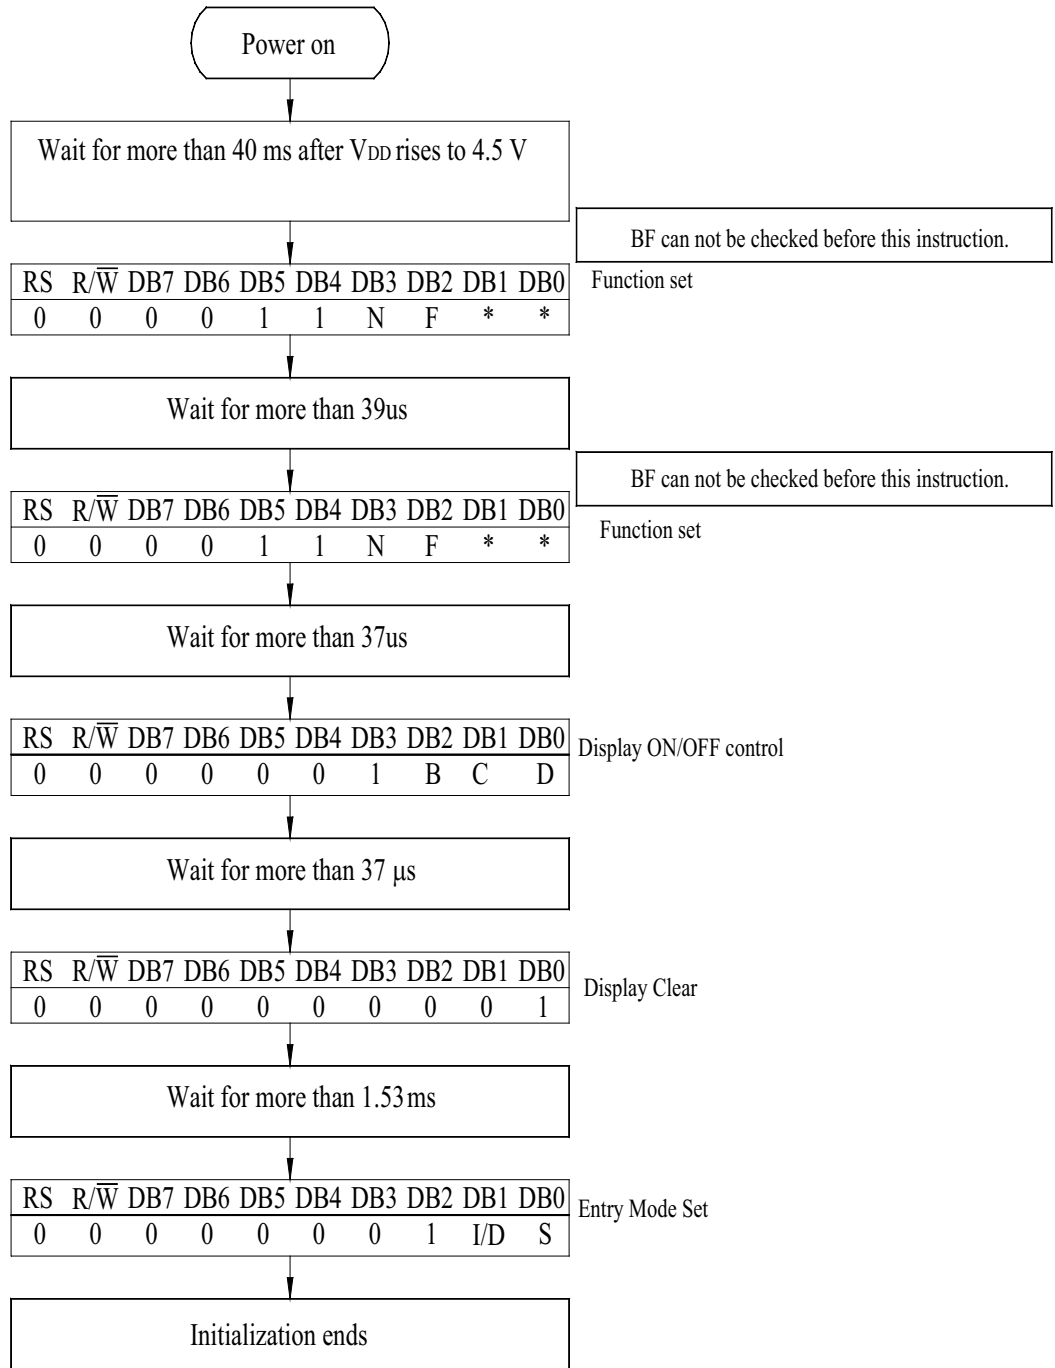 Power on
Wait for more than 40 ms after VDD rises to 4.5 V
BF can not be checked before this instruction.
RS R/W̅ DB7 DB6 DB5 DB4 DB3 DB2 DB1 DB0
Function set
0 0 0 0 1 1 N F * *
Wait for more than 39us
BF can not be checked before this instruction.
RS R/W̅ DB7 DB6 DB5 DB4 DB3 DB2 DB1 DB0
Function set
0 0 0 0 1 1 N F * *
Wait for more than 37us
RS R/W̅ DB7 DB6 DB5 DB4 DB3 DB2 DB1 DB0
Display ON/OFF control
0 0 0 0 0 0 1 B C D
Wait for more than 37 μs
RS R/W̅ DB7 DB6 DB5 DB4 DB3 DB2 DB1 DB0
Display Clear
0 0 0 0 0 0 0 0 0 1
Wait for more than 1.53ms
RS R/W̅ DB7 DB6 DB5 DB4 DB3 DB2 DB1 DB0
Entry Mode Set
0 0 0 0 0 0 0 1 I/D S
Initialization ends